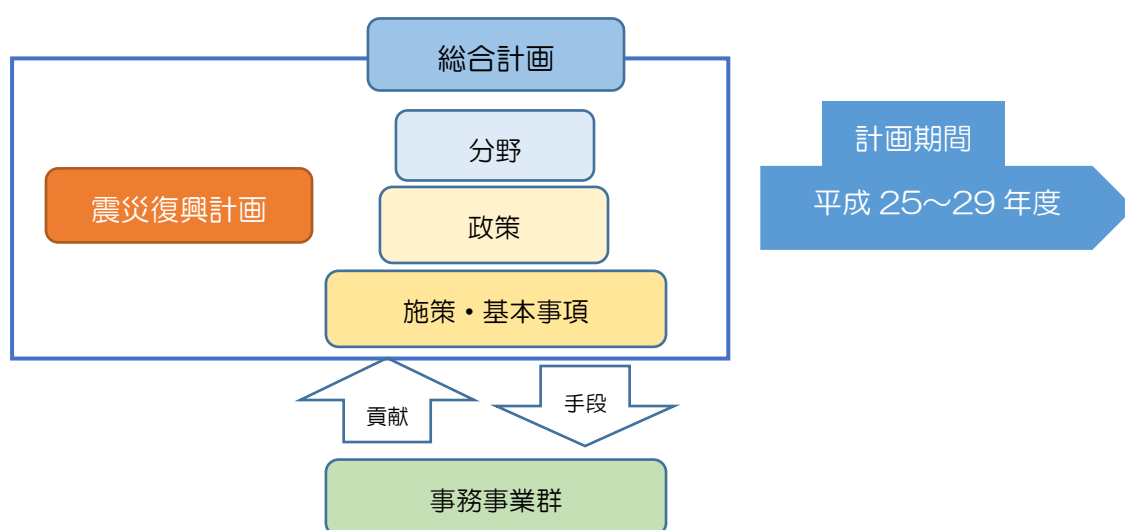 総合計画
分野
震災復興計画
政策
施策・基本事項
計画期間
平成 25～29 年度
貢献
手段
事務事業群